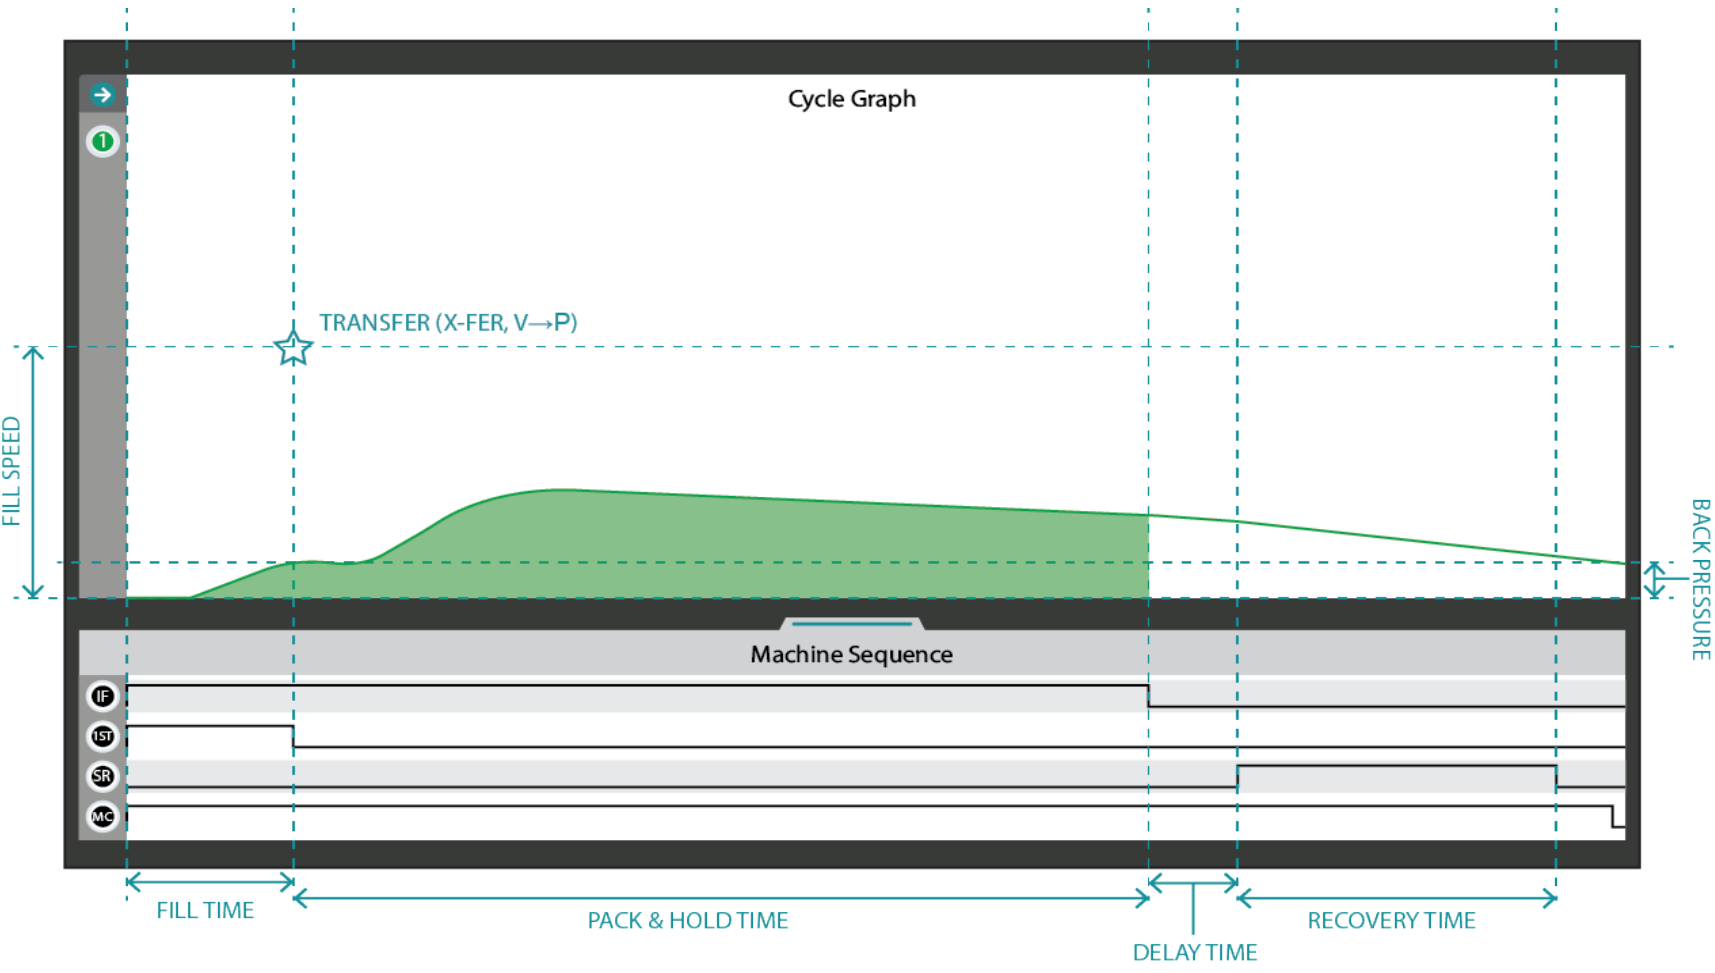 Cycle Graph
1
TRANSFER (X-FER, V→P)
FILL SPEED
BACK PRESSURE
Machine Sequence
IF
1ST
SR
MC
FILL TIME
PACK & HOLD TIME
RECOVERY TIME
DELAY TIME